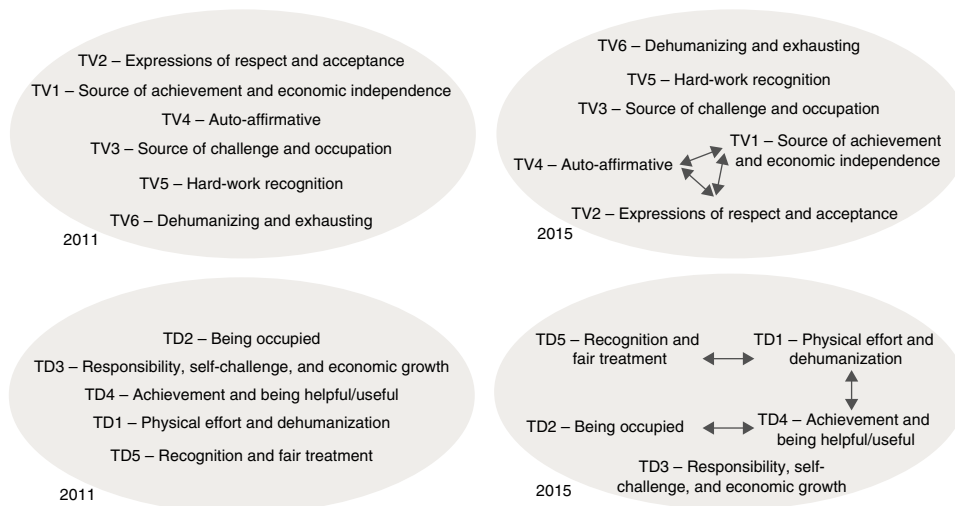 TV2 – Expressions of respect and acceptance
TV1 – Source of achievement and economic independence
TV4 – Auto-affirmative
TV3 – Source of challenge and occupation
TV5 – Hard-work recognition
TV6 – Dehumanizing and exhausting
2011
TV6 – Dehumanizing and exhausting
TV5 – Hard-work recognition
TV3 – Source of challenge and occupation
TV1 – Source of achievement
and economic independence
TV4 – Auto-affirmative
TV2 – Expressions of respect and acceptance
2015
TD2 – Being occupied
TD3 – Responsibility, self-challenge, and economic growth
TD4 – Achievement and being helpful/useful
TD1 – Physical effort and dehumanization
TD5 – Recognition and fair treatment
2011
TD5 – Recognition and
fair treatment
TD1 – Physical effort and
dehumanization
TD2 – Being occupied
TD4 – Achievement and
being helpful/useful
TD3 – Responsibility, self-
challenge, and economic growth
2015